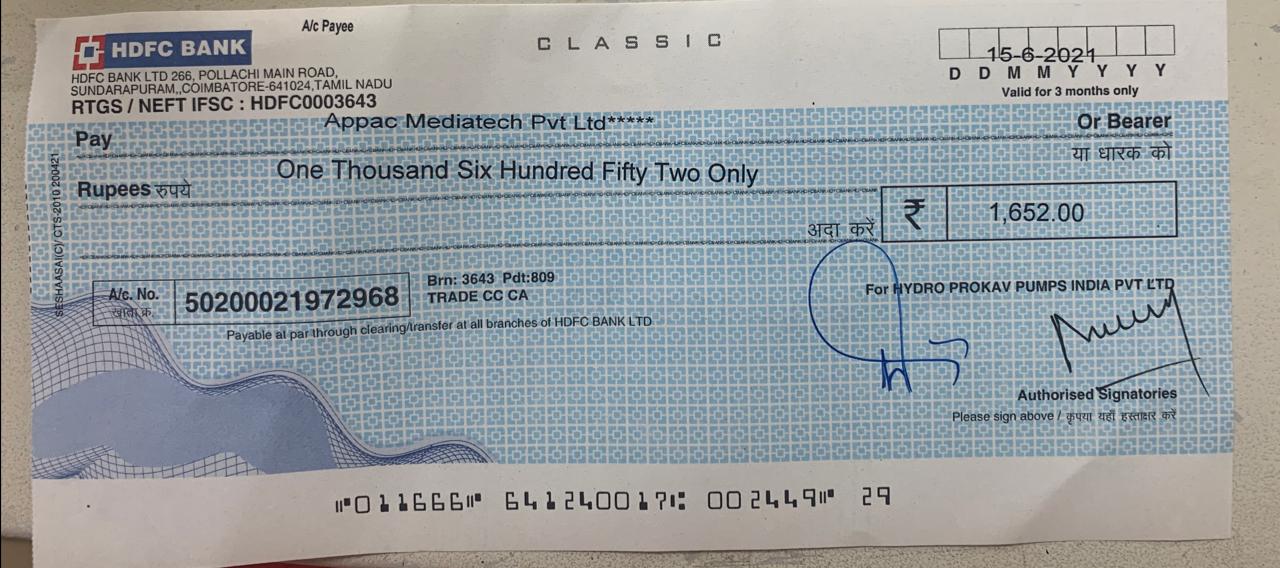 A/c Payee
HDFC BANK
CLASSIC
15-6-2021
D D M M Y Y Y Y
Valid for 3 months only
HDFC BANK LTD 266, POLLACHI MAIN ROAD,
SUNDARAPURAM,,COIMBATORE-641024,TAMIL NADU
RTGS / NEFT IFSC : HDFC0003643
Pay Appac Mediatech Pvt Ltd***** Or Bearer
या धारक को
Rupees रुपये One Thousand Six Hundred Fifty Two Only
अदा करें ₹ 1,652.00
SESHAASAI(C)/ CTS-2010 200421
A/c. No.
खाता क्र.
50200021972968
Brn: 3643 Pdt:809
TRADE CC CA
Payable at par through clearing/transfer at all branches of HDFC BANK LTD
For HYDRO PROKAV PUMPS INDIA PVT LTD
Authorised Signatories
Please sign above / कृपया यहाँ हस्ताक्षर करें
⑈011666⑈ 641240017⑆ 002449⑈ 29